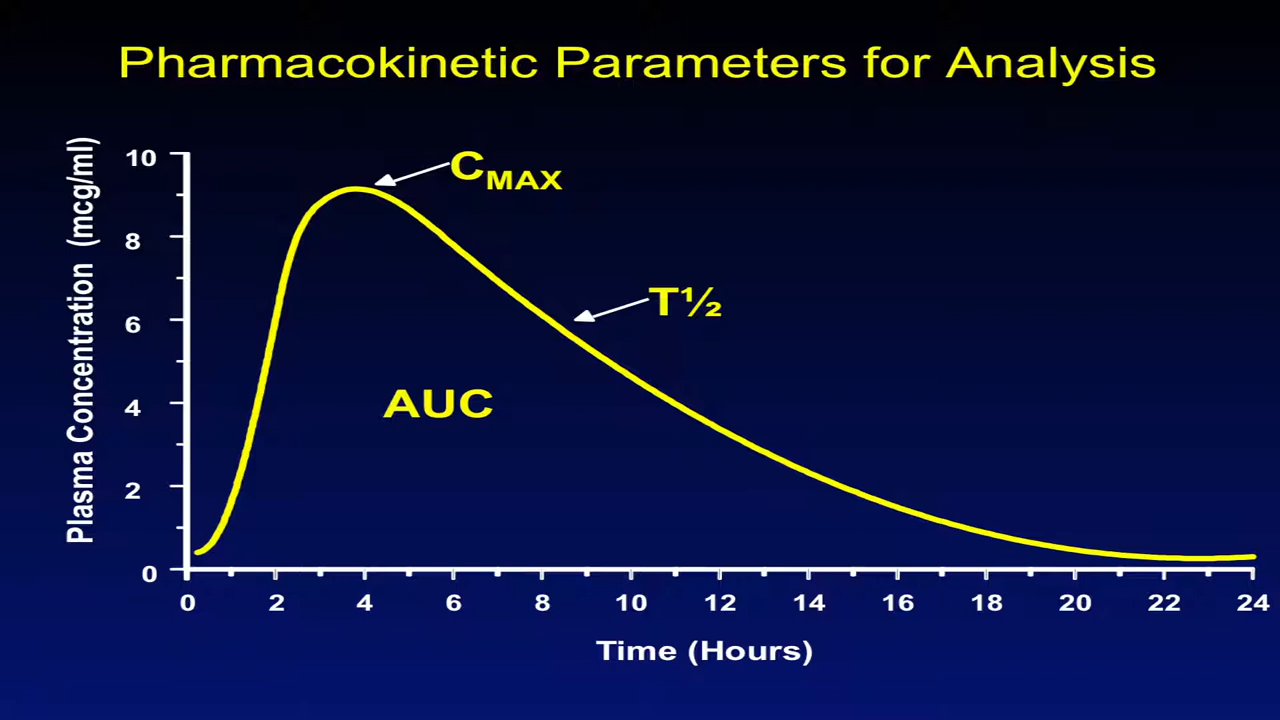 Pharmacokinetic Parameters for Analysis
Plasma Concentration (mcg/ml)
10
8
6
4
2
0
CMAX
T½
AUC
0 2 4 6 8 10 12 14 16 18 20 22 24
Time (Hours)